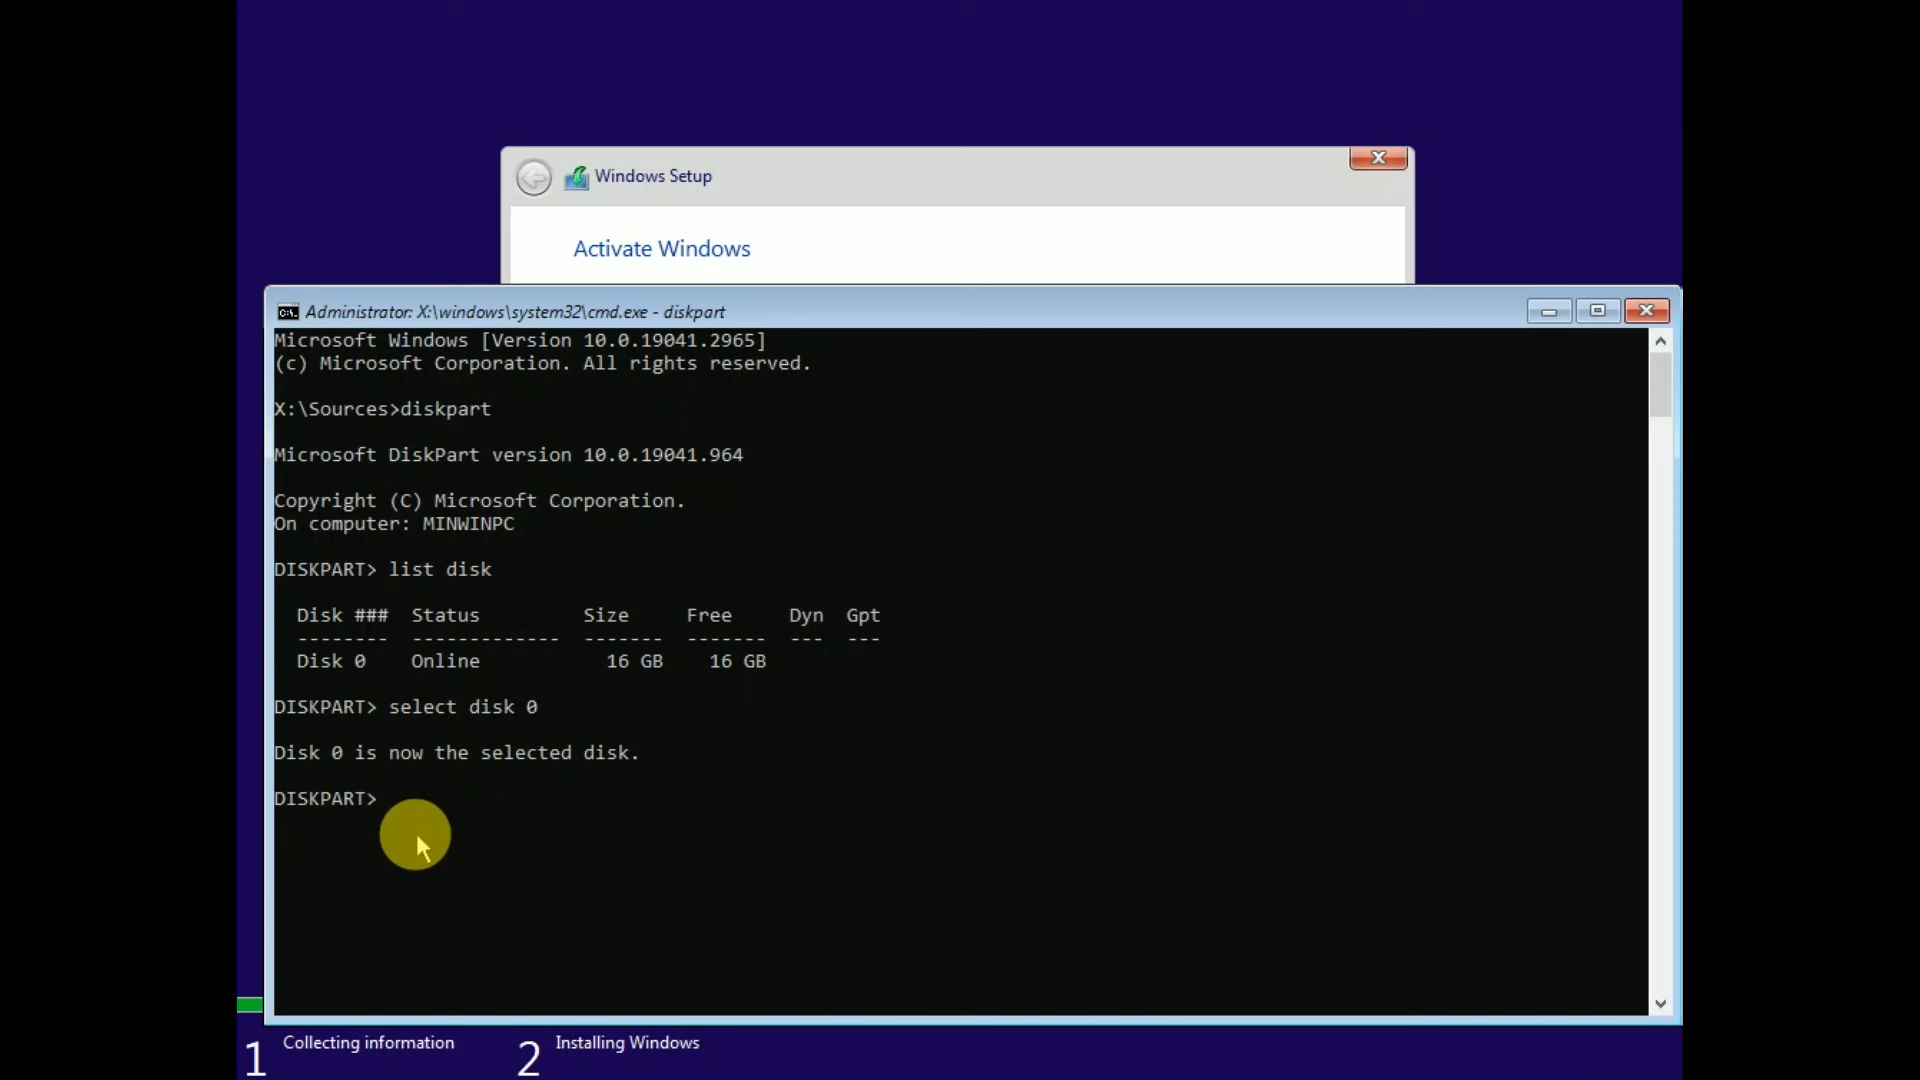 Windows Setup
Activate Windows
Administrator: X:\windows\system32\cmd.exe - diskpart
Microsoft Windows [Version 10.0.19041.2965]
(c) Microsoft Corporation. All rights reserved.
X:\Sources>diskpart
Microsoft DiskPart version 10.0.19041.964
Copyright (C) Microsoft Corporation.
On computer: MINWINPC
DISKPART> list disk
Disk ###  Status         Size     Free     Dyn  Gpt
--------  -------------  -------  -------  ---  ---
Disk 0    Online           16 GB    16 GB
DISKPART> select disk 0
Disk 0 is now the selected disk.
DISKPART>
1 Collecting information 2 Installing Windows